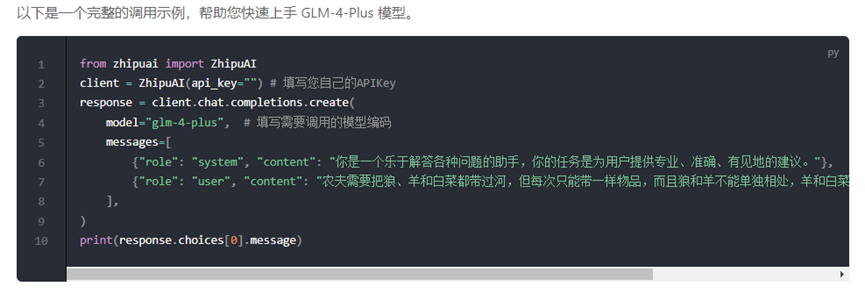 以下是一个完整的调用示例，帮助您快速上手 GLM-4-Plus 模型。
py
1 from zhipuai import ZhipuAI
2 client = ZhipuAI(api_key="") # 填写您自己的APIKey
3 response = client.chat.completions.create(
4     model="glm-4-plus",  # 填写需要调用的模型编码
5     messages=[
6         {"role": "system", "content": "你是一个乐于解答各种问题的助手，你的任务是为用户提供专业、准确、有见地的建议。"},
7         {"role": "user", "content": "农夫需要把狼、羊和白菜都带过河，但每次只能带一样物品，而且狼和羊不能单独相处，羊和白菜
8     ],
9 )
10 print(response.choices[0].message)